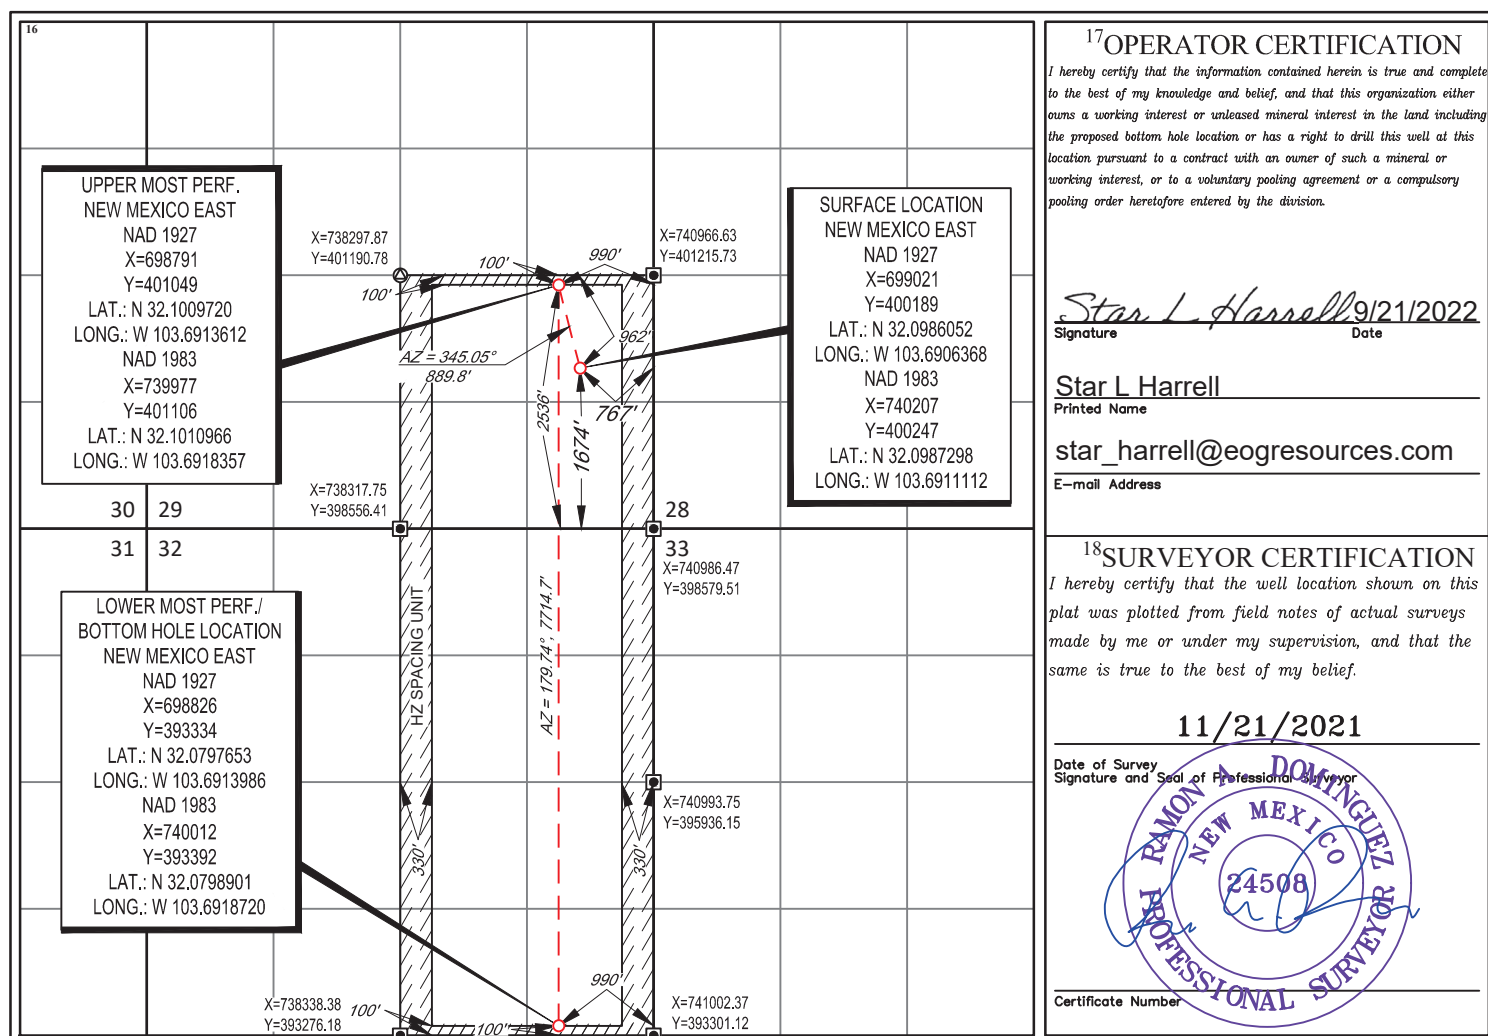 16
UPPER MOST PERF.
NEW MEXICO EAST
NAD 1927
X=698791
Y=401049
LAT.: N 32.1009720
LONG.: W 103.6913612
NAD 1983
X=739977
Y=401106
LAT.: N 32.1010966
LONG.: W 103.6918357
X=738297.87
Y=401190.78
100'
100'
990'
X=740966.63
Y=401215.73
962'
AZ = 345.05°
889.8'
2536'
767'
1674'
SURFACE LOCATION
NEW MEXICO EAST
NAD 1927
X=699021
Y=400189
LAT.: N 32.0986052
LONG.: W 103.6906368
NAD 1983
X=740207
Y=400247
LAT.: N 32.0987298
LONG.: W 103.6911112
X=738317.75
Y=398556.41
30 29
28
31 32
33
X=740986.47
Y=398579.51
LOWER MOST PERF./
BOTTOM HOLE LOCATION
NEW MEXICO EAST
NAD 1927
X=698826
Y=393334
LAT.: N 32.0797653
LONG.: W 103.6913986
NAD 1983
X=740012
Y=393392
LAT.: N 32.0798901
LONG.: W 103.6918720
HZ SPACING UNIT
AZ = 179.74°, 7714.7'
330'
330'
X=740993.75
Y=395936.15
X=738338.38
Y=393276.18
100'
100'
990'
X=741002.37
Y=393301.12
17 OPERATOR CERTIFICATION
I hereby certify that the information contained herein is true and complete
to the best of my knowledge and belief, and that this organization either
owns a working interest or unleased mineral interest in the land including
the proposed bottom hole location or has a right to drill this well at this
location pursuant to a contract with an owner of such a mineral or
working interest, or to a voluntary pooling agreement or a compulsory
pooling order heretofore entered by the division.
Star L Harrell 9/21/2022
Signature Date
Star L Harrell
Printed Name
star_harrell@eogresources.com
E-mail Address
18 SURVEYOR CERTIFICATION
I hereby certify that the well location shown on this
plat was plotted from field notes of actual surveys
made by me or under my supervision, and that the
same is true to the best of my belief.
11/21/2021
Date of Survey
Signature and Seal of Professional Surveyor
RAMON A. DOMINGUEZ
NEW MEXICO
24508
PROFESSIONAL SURVEYOR
Certificate Number